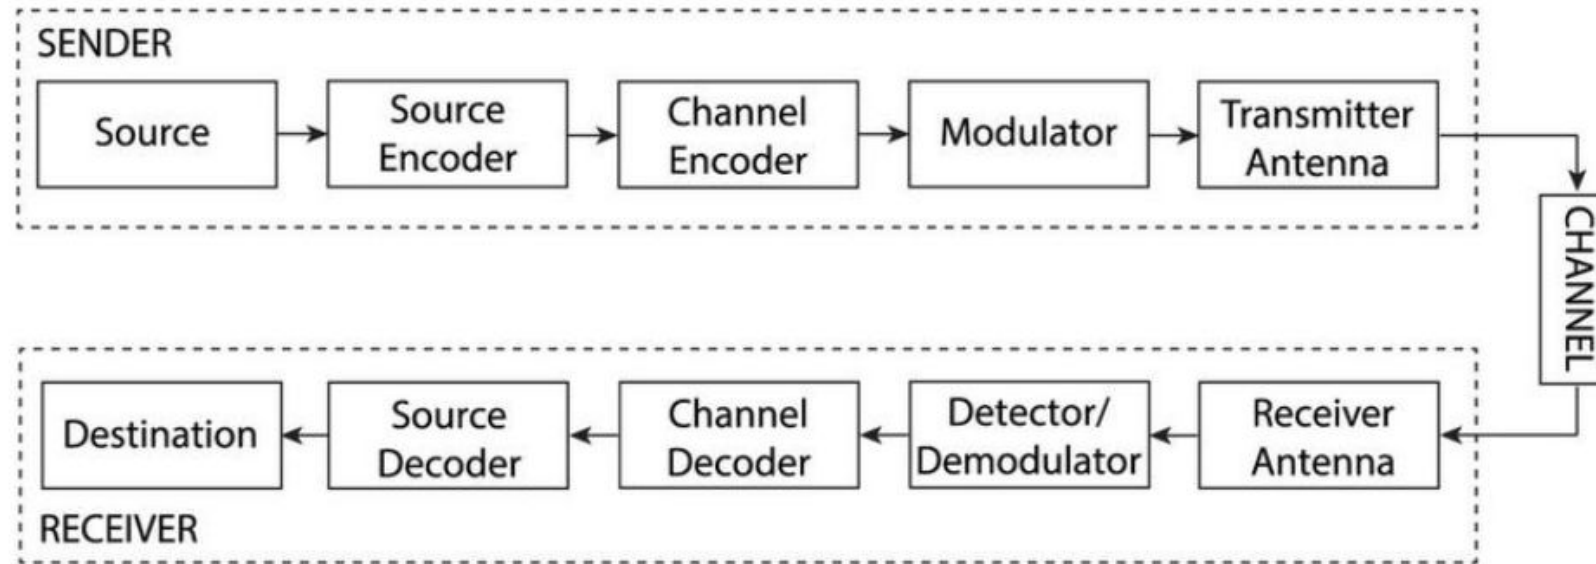 SENDER
Source
Source
Encoder
Channel
Encoder
Modulator
Transmitter
Antenna
CHANNEL
Destination
Source
Decoder
Channel
Decoder
Detector/
Demodulator
Receiver
Antenna
RECEIVER